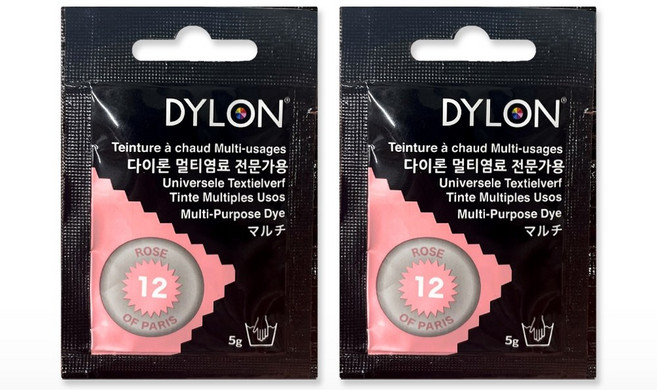 DYLON®
Teinture à chaud Multi-usages
다이론 멀티염료 전문가용
Universele Textielverf
Tinte Multiples Usos
Multi-Purpose Dye
マルチ
ROSE
12
OF PARIS
5g
DYLON®
Teinture à chaud Multi-usages
다이론 멀티염료 전문가용
Universele Textielverf
Tinte Multiples Usos
Multi-Purpose Dye
マルチ
ROSE
12
OF PARIS
5g